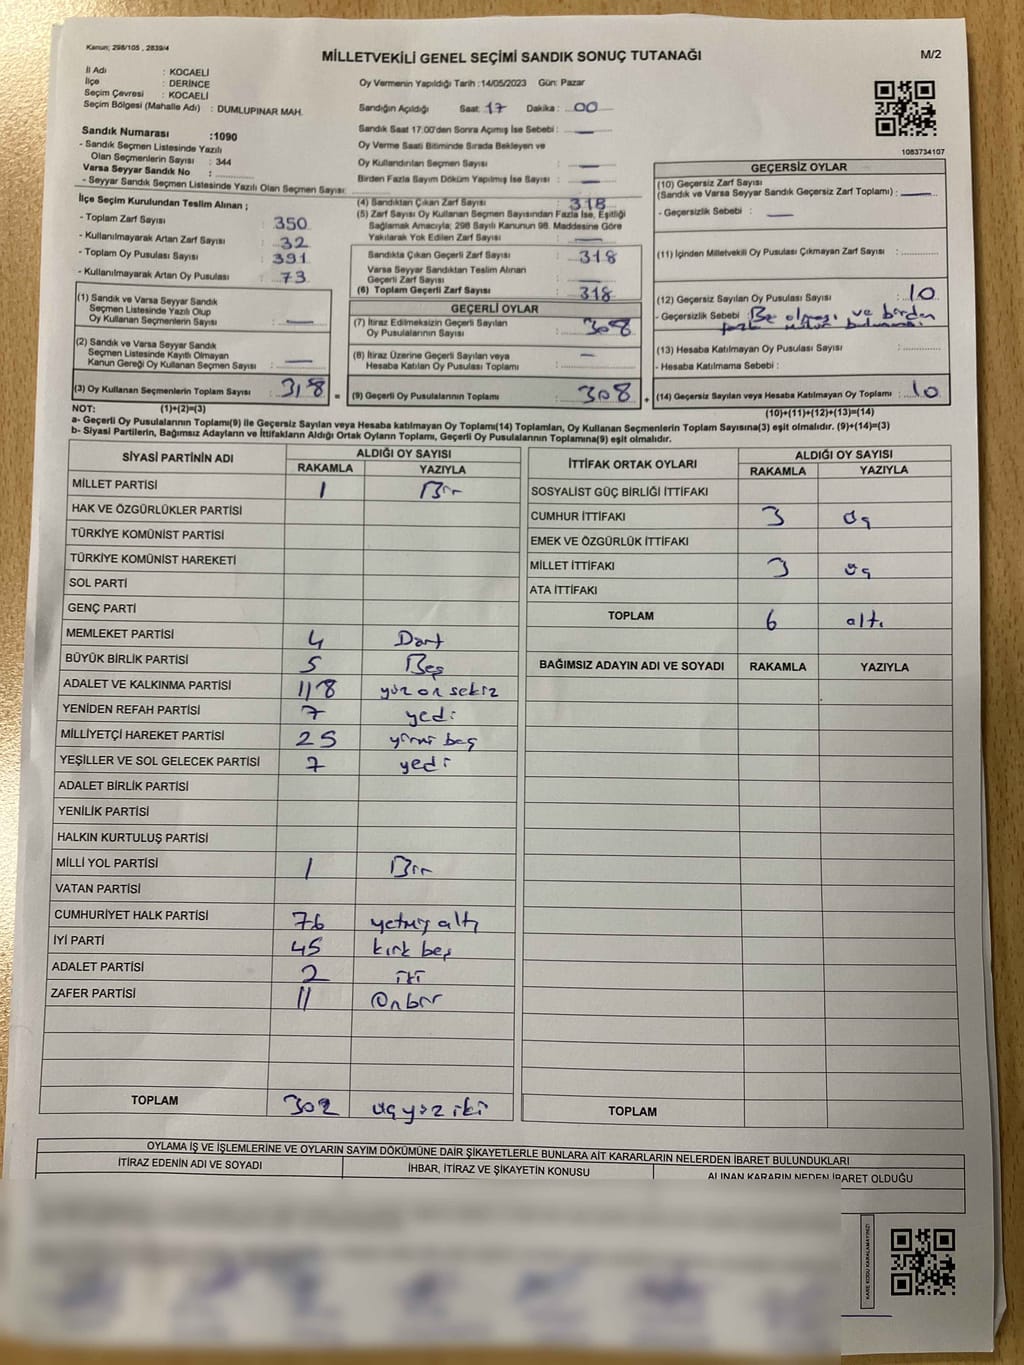 Kanun; 298/105 , 2839/4
MİLLETVEKİLİ GENEL SEÇİMİ SANDIK SONUÇ TUTANAĞI
M/2
İl Adı : KOCAELİ
İlçe : DERİNCE
Seçim Çevresi : KOCAELİ
Seçim Bölgesi (Mahalle Adı) : DUMLUPINAR MAH.
Oy Vermenin Yapıldığı Tarih :14/05/2023 Gün: Pazar
Sandığın Açıldığı Saat: 17 Dakika : 00
Sandık Saat 17:00'den Sonra Açımış İse Sebebi : —
Oy Verme Saati Bitiminde Sırada Bekleyen ve
Oy Kullandırılan Seçmen Sayısı —
Birden Fazla Sayım Döküm Yapılmış İse Sayısı : —
1083734107
Sandık Numarası :1090
- Sandık Seçmen Listesinde Yazılı
Olan Seçmenlerin Sayısı : 344
Varsa Seyyar Sandık No :
- Seyyar Sandık Seçmen Listesinde Yazılı Olan Seçmen Sayısı:
İlçe Seçim Kurulundan Teslim Alınan ;
- Toplam Zarf Sayısı : 350
- Kullanılmayarak Artan Zarf Sayısı : 32
- Toplam Oy Pusulası Sayısı : 391
- Kullanılmayarak Artan Oy Pusulası : 73
(1) Sandık ve Varsa Seyyar Sandık
Seçmen Listesinde Yazılı Olup
Oy Kullanan Seçmenlerin Sayısı : —
(2) Sandık ve Varsa Seyyar Sandık
Seçmen Listesinde Kayıtlı Olmayan
Kanun Gereği Oy Kullanan Seçmen Sayısı : —
(3) Oy Kullanan Seçmenlerin Toplam Sayısı : 318 =
(4) Sandıktan Çıkan Zarf Sayısı : 318
(5) Zarf Sayısı Oy Kullanan Seçmen Sayısından Fazla İse, Eşitliği
Sağlamak Amacıyla; 298 Sayılı Kanunun 98. Maddesine Göre
Yakılarak Yok Edilen Zarf Sayısı : —
Sandıkta Çıkan Geçerli Zarf Sayısı : 318
Varsa Seyyar Sandıktan Teslim Alınan
Geçerli Zarf Sayısı : —
(6) Toplam Geçerli Zarf Sayısı : 318
GEÇERLİ OYLAR
(7) İtiraz Edilmeksizin Geçerli Sayılan
Oy Pusulalarının Sayısı : 308
(8) İtiraz Üzerine Geçerli Sayılan veya
Hesaba Katılan Oy Pusulası Toplamı : —
(9) Geçerli Oy Pusulalarının Toplamı : 308 +
GEÇERSİZ OYLAR
(10) Geçersiz Zarf Sayısı
(Sandık ve Varsa Seyyar Sandık Geçersiz Zarf Toplamı) : —
- Geçersizlik Sebebi : —
(11) İçinden Milletvekili Oy Pusulası Çıkmayan Zarf Sayısı :
(12) Geçersiz Sayılan Oy Pusulası Sayısı : 10
- Geçersizlik Sebebi : olması ve birden
fazla mühür bulunması
(13) Hesaba Katılmayan Oy Pusulası Sayısı :
- Hesaba Katılmama Sebebi :
(14) Geçersiz Sayılan veya Hesaba Katılmayan Oy Toplamı : 10
NOT: (1)+(2)=(3)
(10)+(11)+(12)+(13)=(14)
a- Geçerli Oy Pusulalarının Toplamı(9) ile Geçersiz Sayılan veya Hesaba katılmayan Oy Toplamı(14) Toplamları, Oy Kullanan Seçmenlerin Toplam Sayısına(3) eşit olmalıdır. (9)+(14)=(3)
b- Siyasi Partilerin, Bağımsız Adayların ve İttifakların Aldığı Ortak Oyların Toplamı, Geçerli Oy Pusulalarının Toplamına(9) eşit olmalıdır.
SİYASİ PARTİNİN ADI ALDIĞI OY SAYISI
RAKAMLA YAZIYLA
MİLLET PARTİSİ 1 Bir
HAK VE ÖZGÜRLÜKLER PARTİSİ
TÜRKİYE KOMÜNİST PARTİSİ
TÜRKİYE KOMÜNİST HAREKETİ
SOL PARTİ
GENÇ PARTİ
MEMLEKET PARTİSİ 4 Dört
BÜYÜK BİRLİK PARTİSİ 5 Beş
ADALET VE KALKINMA PARTİSİ 118 yüz on sekiz
YENİDEN REFAH PARTİSİ 7 yedi
MİLLİYETÇİ HAREKET PARTİSİ 25 yirmi beş
YEŞİLLER VE SOL GELECEK PARTİSİ 7 yedi
ADALET BİRLİK PARTİSİ
YENİLİK PARTİSİ
HALKIN KURTULUŞ PARTİSİ
MİLLİ YOL PARTİSİ 1 Bir
VATAN PARTİSİ
CUMHURİYET HALK PARTİSİ 76 yetmiş altı
İYİ PARTİ 45 kırk beş
ADALET PARTİSİ 2 iki
ZAFER PARTİSİ 11 Onbir
TOPLAM 302 üçyüz iki
İTTİFAK ORTAK OYLARI ALDIĞI OY SAYISI
RAKAMLA YAZIYLA
SOSYALİST GÜÇ BİRLİĞİ İTTİFAKI
CUMHUR İTTİFAKI 3 üç
EMEK VE ÖZGÜRLÜK İTTİFAKI
MİLLET İTTİFAKI 3 üç
ATA İTTİFAKI
TOPLAM 6 altı
BAĞIMSIZ ADAYIN ADI VE SOYADI RAKAMLA YAZIYLA
TOPLAM
OYLAMA İŞ VE İŞLEMLERİNE VE OYLARIN SAYIM DÖKÜMÜNE DAİR ŞİKAYETLERLE BUNLARA AİT KARARLARIN NELERDEN İBARET BULUNDUKLARI
İTİRAZ EDENİN ADI VE SOYADI İHBAR, İTİRAZ VE ŞİKAYETİN KONUSU ALINAN KARARIN NEDEN İBARET OLDUĞU
KARE KODU KARALAMAYINIZ!